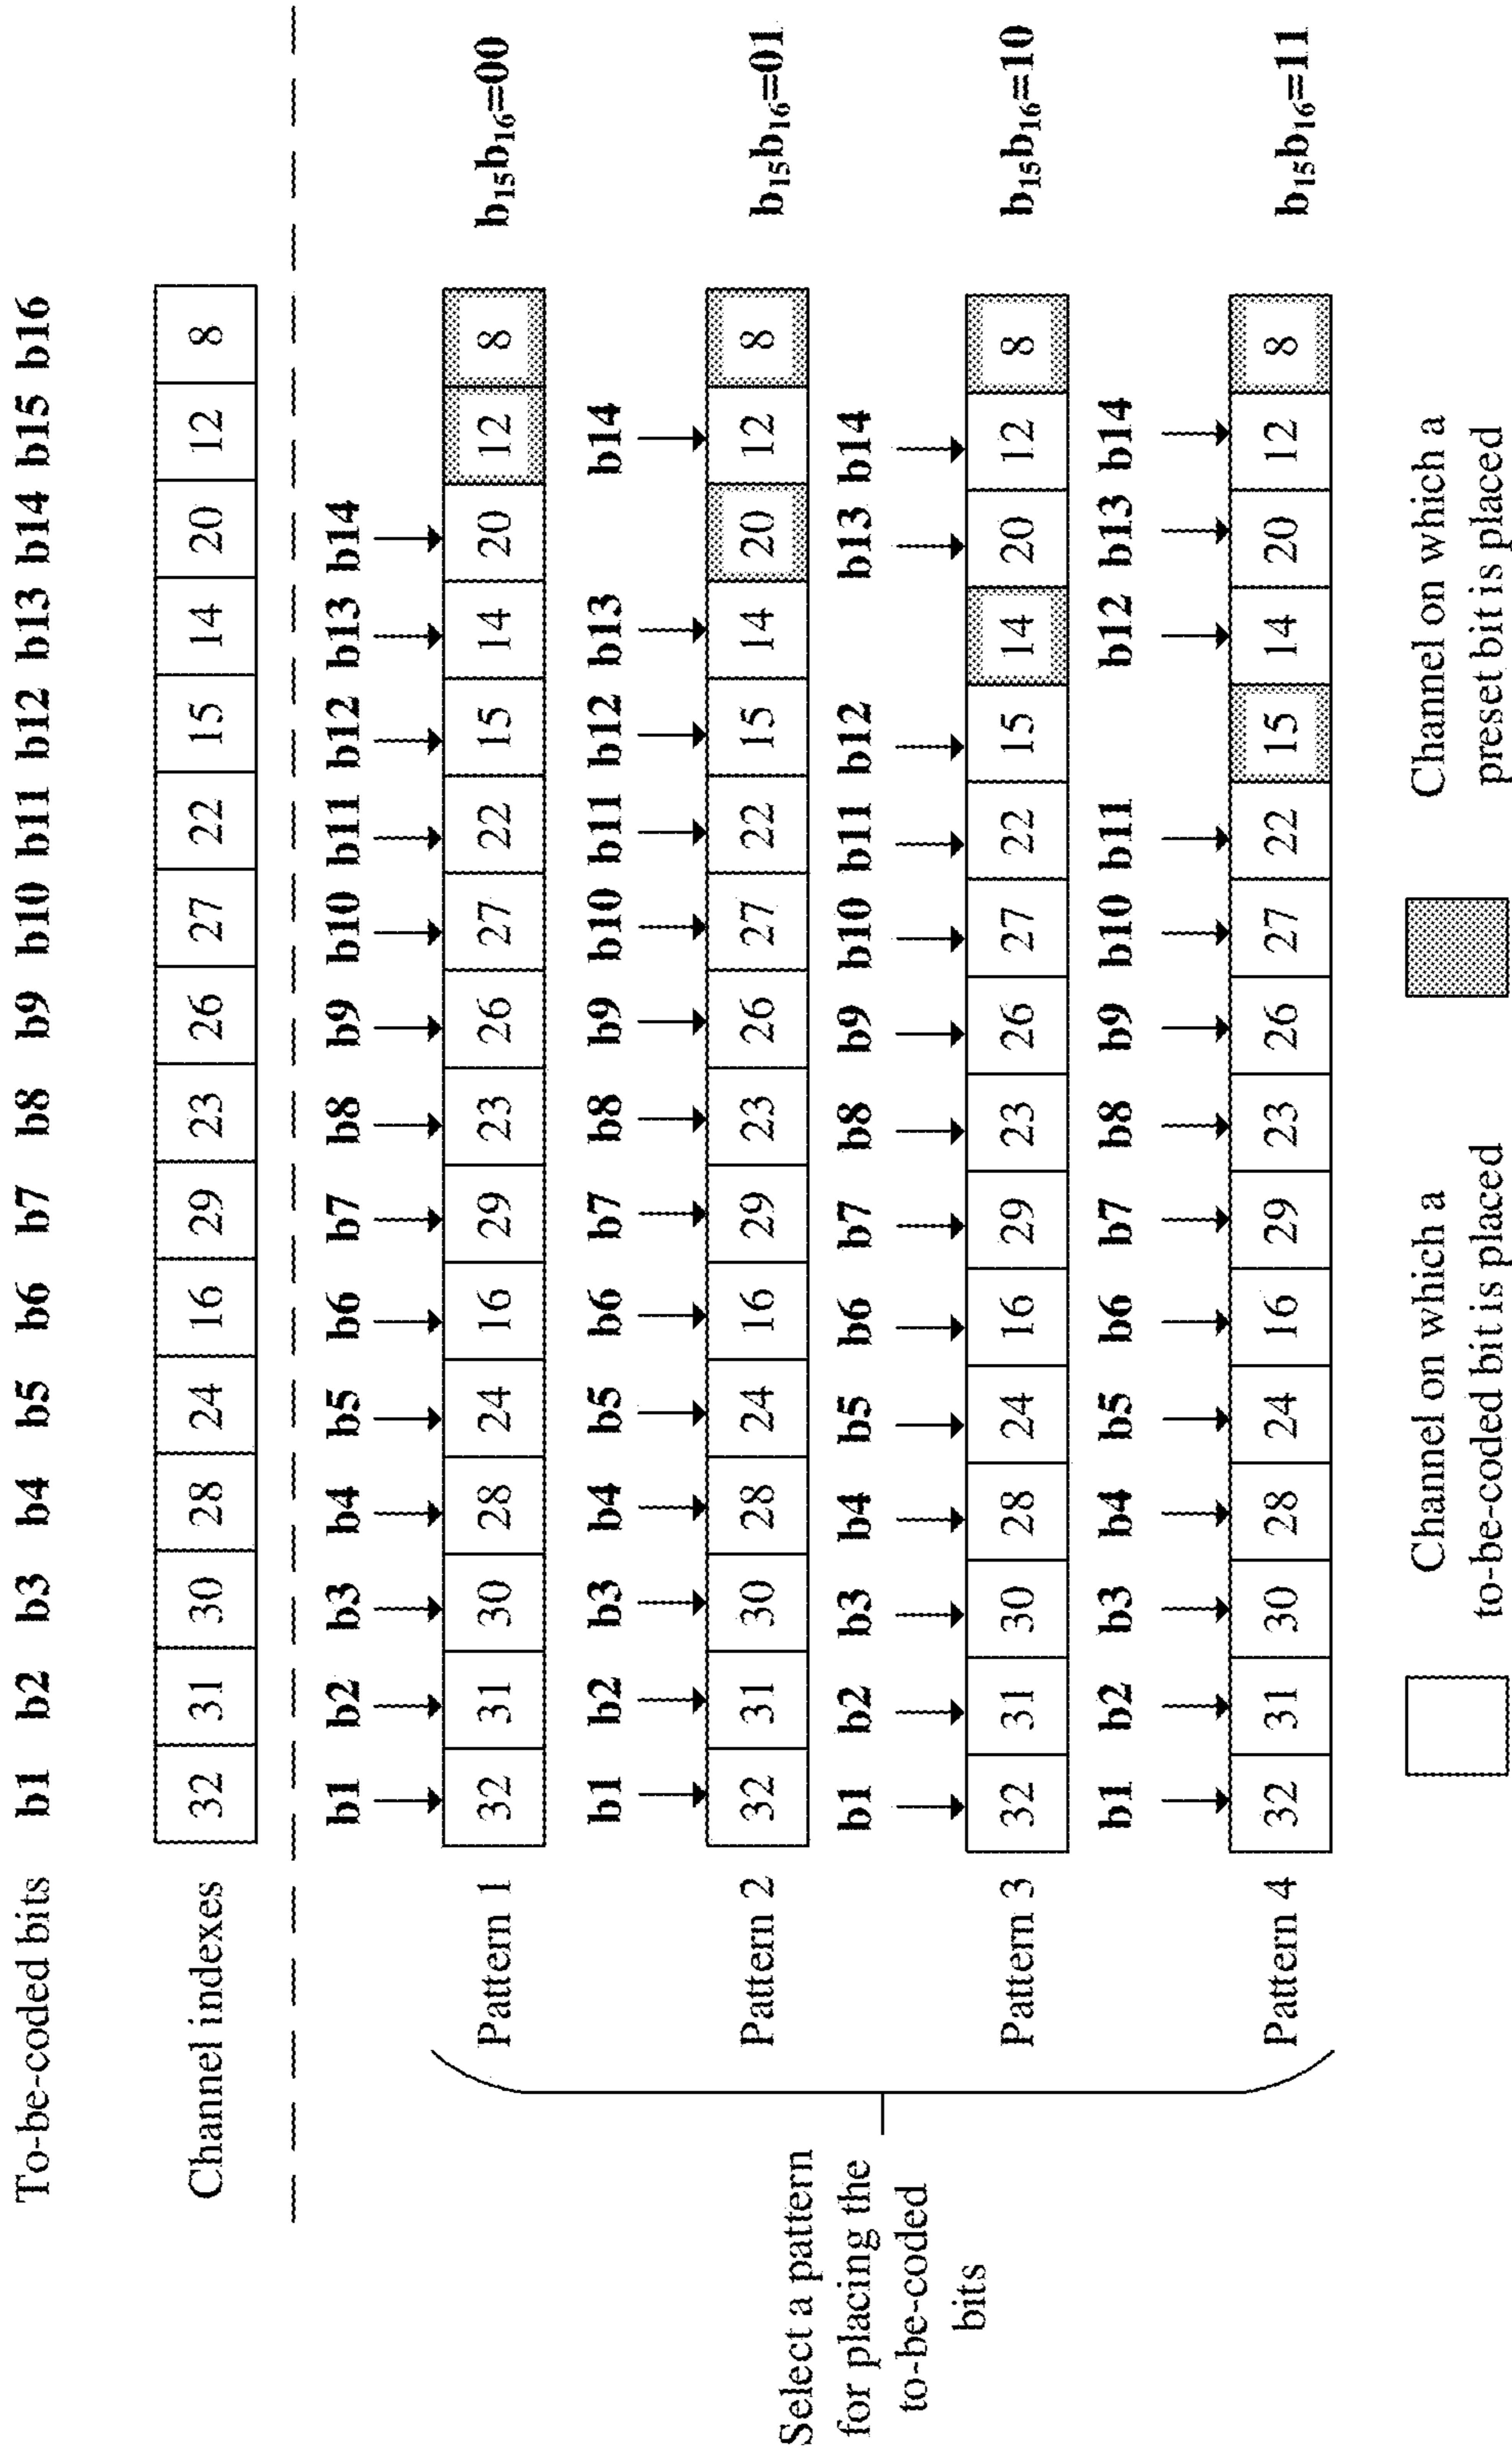 To-be-coded bits b1 b2 b3 b4 b5 b6 b7 b8 b9 b10 b11 b12 b13 b14 b15 b16
Channel indexes 32 31 30 28 24 16 29 23 26 27 22 15 14 20 12 8
b1 b2 b3 b4 b5 b6 b7 b8 b9 b10 b11 b12 b13 b14
Pattern 1 32 31 30 28 24 16 29 23 26 27 22 15 14 20 12 8 b₁₅b₁₆=00
b1 b2 b3 b4 b5 b6 b7 b8 b9 b10 b11 b12 b13 b14
Pattern 2 32 31 30 28 24 16 29 23 26 27 22 15 14 20 12 8 b₁₅b₁₆=01
b1 b2 b3 b4 b5 b6 b7 b8 b9 b10 b11 b12 b13 b14
Pattern 3 32 31 30 28 24 16 29 23 26 27 22 15 14 20 12 8 b₁₅b₁₆=10
b1 b2 b3 b4 b5 b6 b7 b8 b9 b10 b11 b12 b13 b14
Pattern 4 32 31 30 28 24 16 29 23 26 27 22 15 14 20 12 8 b₁₅b₁₆=11
Select a pattern
for placing the
to-be-coded
bits
Channel on which a
to-be-coded bit is placed
Channel on which a
preset bit is placed